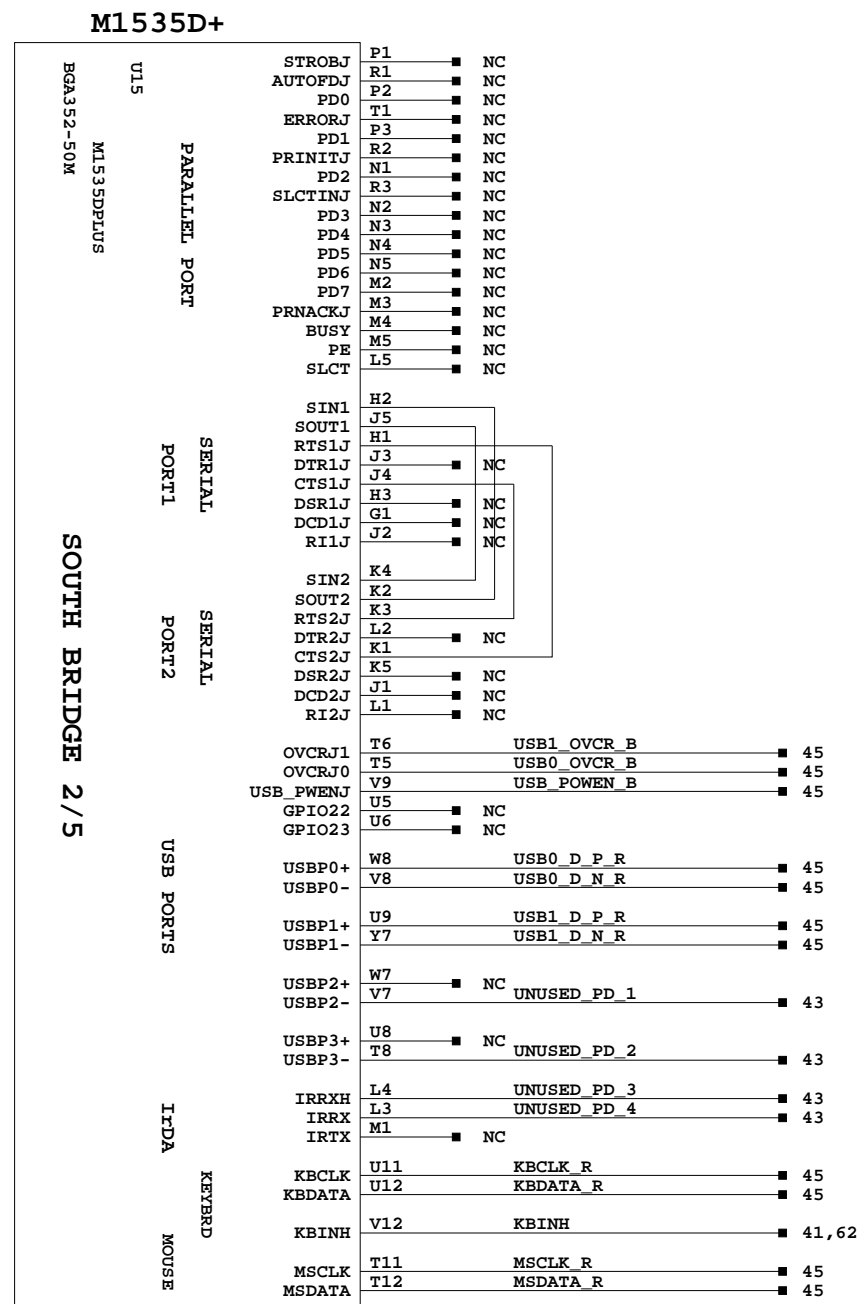 M1535D+
U15
BGA352-50M
M1535DPLUS
SOUTH BRIDGE 2/5
PARALLEL PORT
STROBJ P1 NC
AUTOFDJ R1 NC
PD0 P2 NC
ERRORJ T1 NC
PD1 P3 NC
PRINITJ R2 NC
PD2 N1 NC
SLCTINJ R3 NC
PD3 N2 NC
PD4 N3 NC
PD5 N4 NC
PD6 N5 NC
PD7 M2 NC
PRNACKJ M3 NC
BUSY M4 NC
PE M5 NC
SLCT L5 NC
SERIAL
PORT1
SIN1 H2
SOUT1 J5
RTS1J H1
DTR1J J3 NC
CTS1J J4
DSR1J H3 NC
DCD1J G1 NC
RI1J J2 NC
SERIAL
PORT2
SIN2 K4
SOUT2 K2
RTS2J K3
DTR2J L2 NC
CTS2J K1
DSR2J K5 NC
DCD2J J1 NC
RI2J L1 NC
USB PORTS
OVCRJ1 T6 USB1_OVCR_B 45
OVCRJ0 T5 USB0_OVCR_B 45
USB_PWENJ V9 USB_POWEN_B 45
GPIO22 U5 NC
GPIO23 U6 NC
USBP0+ W8 USB0_D_P_R 45
USBP0- V8 USB0_D_N_R 45
USBP1+ U9 USB1_D_P_R 45
USBP1- Y7 USB1_D_N_R 45
USBP2+ W7 NC
USBP2- V7 UNUSED_PD_1 43
USBP3+ U8 NC
USBP3- T8 UNUSED_PD_2 43
IrDA
IRRXH L4 UNUSED_PD_3 43
IRRX L3 UNUSED_PD_4 43
IRTX M1 NC
KEYBRD
KBCLK U11 KBCLK_R 45
KBDATA U12 KBDATA_R 45
KBINH V12 KBINH 41,62
MOUSE
MSCLK T11 MSCLK_R 45
MSDATA T12 MSDATA_R 45